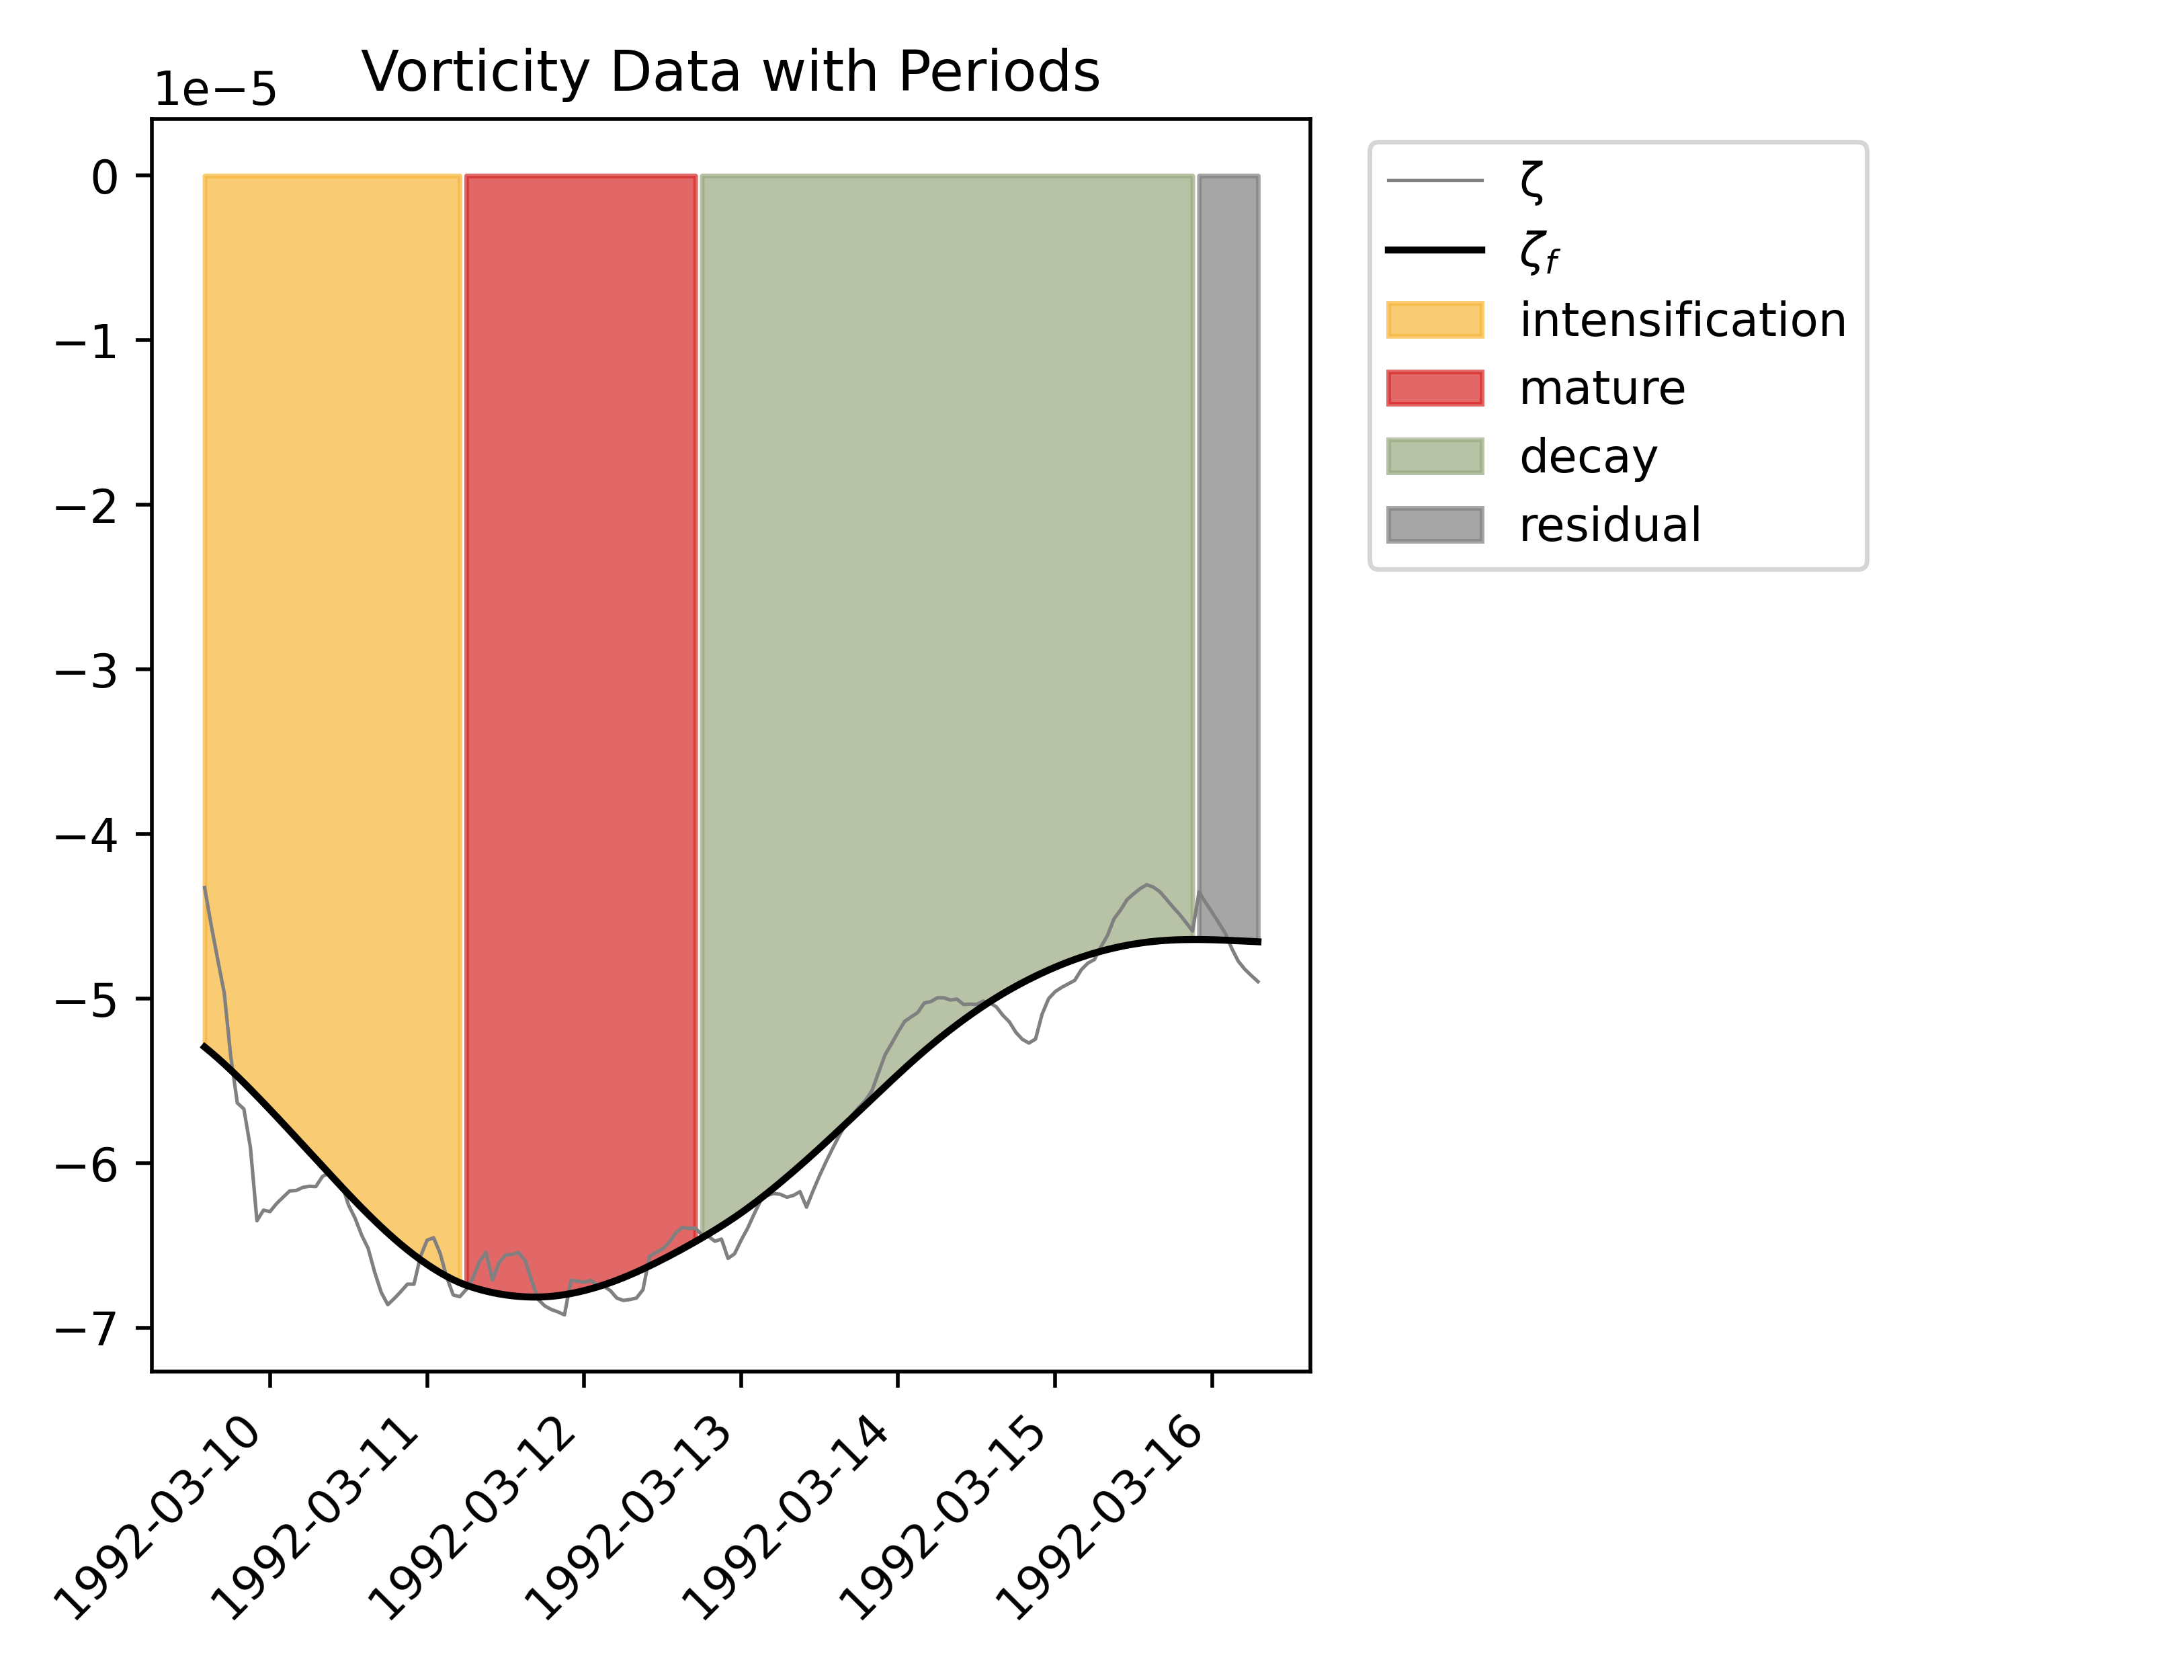 Vorticity Data with Periods
1e−5
0
−1
−2
−3
−4
−5
−6
−7
1992-03-10
1992-03-11
1992-03-12
1992-03-13
1992-03-14
1992-03-15
1992-03-16
ζ
ζf
intensification
mature
decay
residual